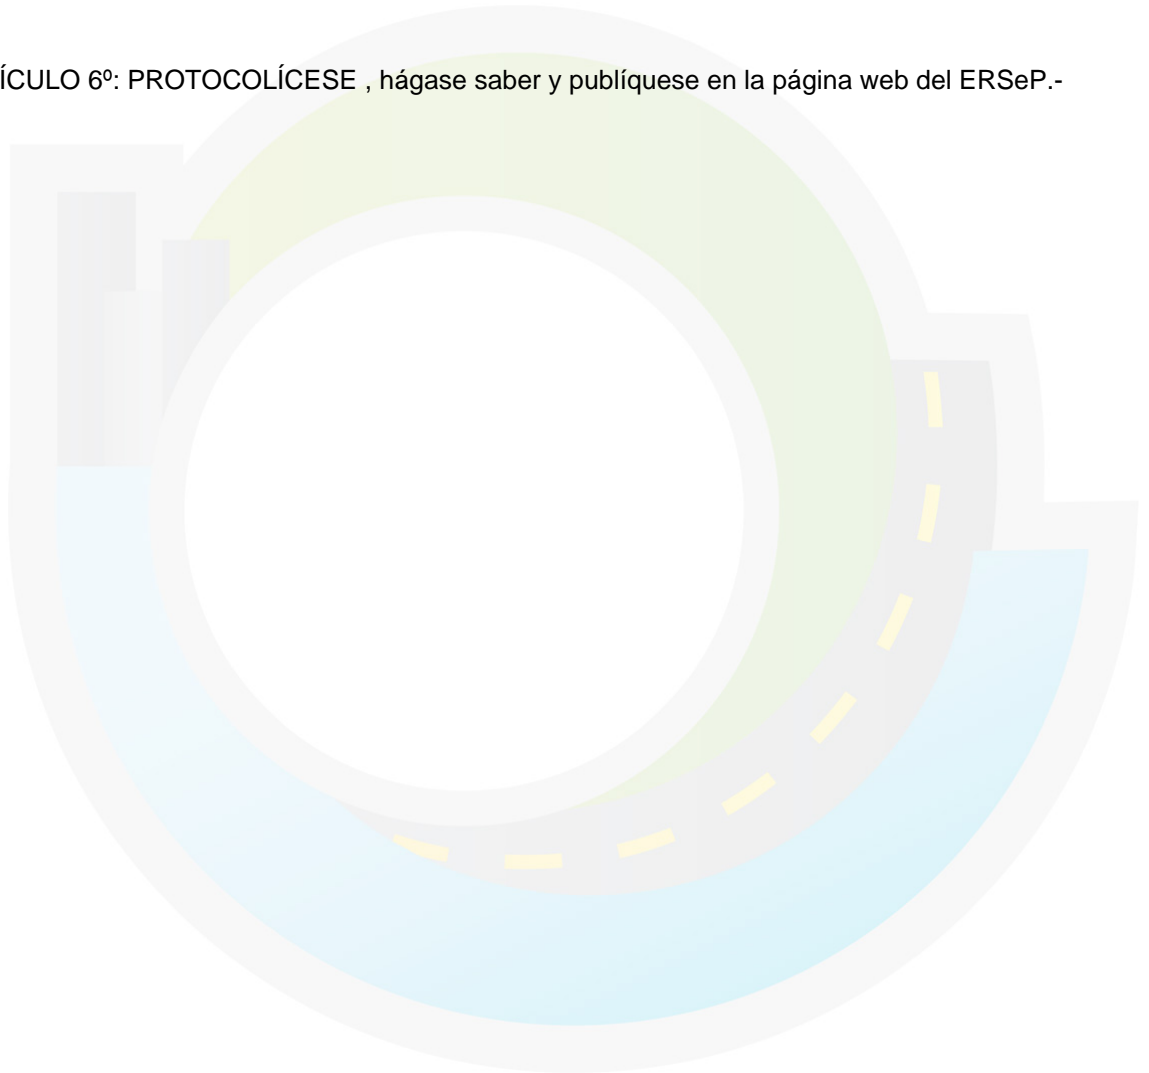 ÍCULO 6º: PROTOCOLÍCESE , hágase saber y publíquese en la página web del ERSeP.-